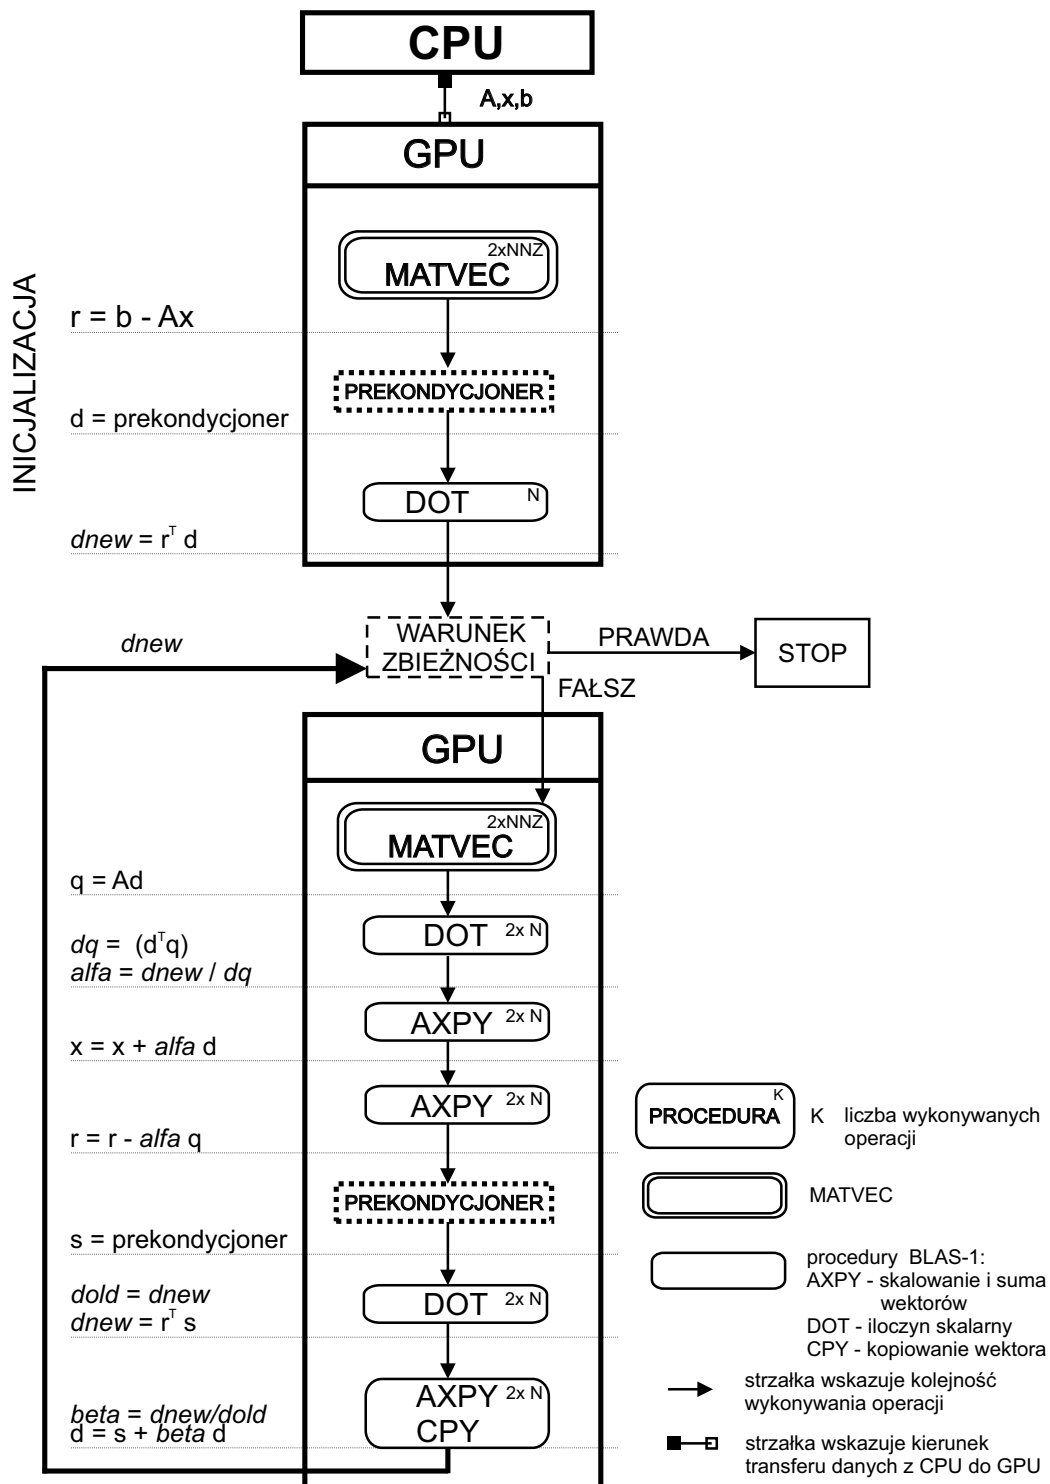 CPU
A,x,b
GPU
INICJALIZACJA
2xNNZ
MATVEC
r = b - Ax
PREKONDYCJONER
d = prekondycjoner
DOT N
dnew = rᵀ d
dnew
WARUNEK
ZBIEŻNOŚCI
PRAWDA
STOP
FAŁSZ
GPU
2xNNZ
MATVEC
q = Ad
DOT 2x N
dq = (dᵀq)
alfa = dnew / dq
AXPY 2x N
x = x + alfa d
AXPY 2x N
r = r - alfa q
PREKONDYCJONER
s = prekondycjoner
dold = dnew
DOT 2x N
dnew = rᵀ s
AXPY 2x N
CPY
beta = dnew/dold
d = s + beta d
K
PROCEDURA
K liczba wykonywanych
operacji
MATVEC
procedury BLAS-1:
AXPY - skalowanie i suma
wektorów
DOT - iloczyn skalarny
CPY - kopiowanie wektora
strzałka wskazuje kolejność
wykonywania operacji
strzałka wskazuje kierunek
transferu danych z CPU do GPU